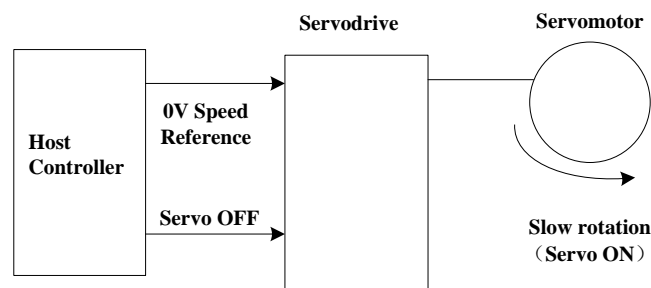 Servodrive
Servomotor
Host
Controller
0V Speed
Reference
Servo OFF
Slow rotation
（Servo ON）